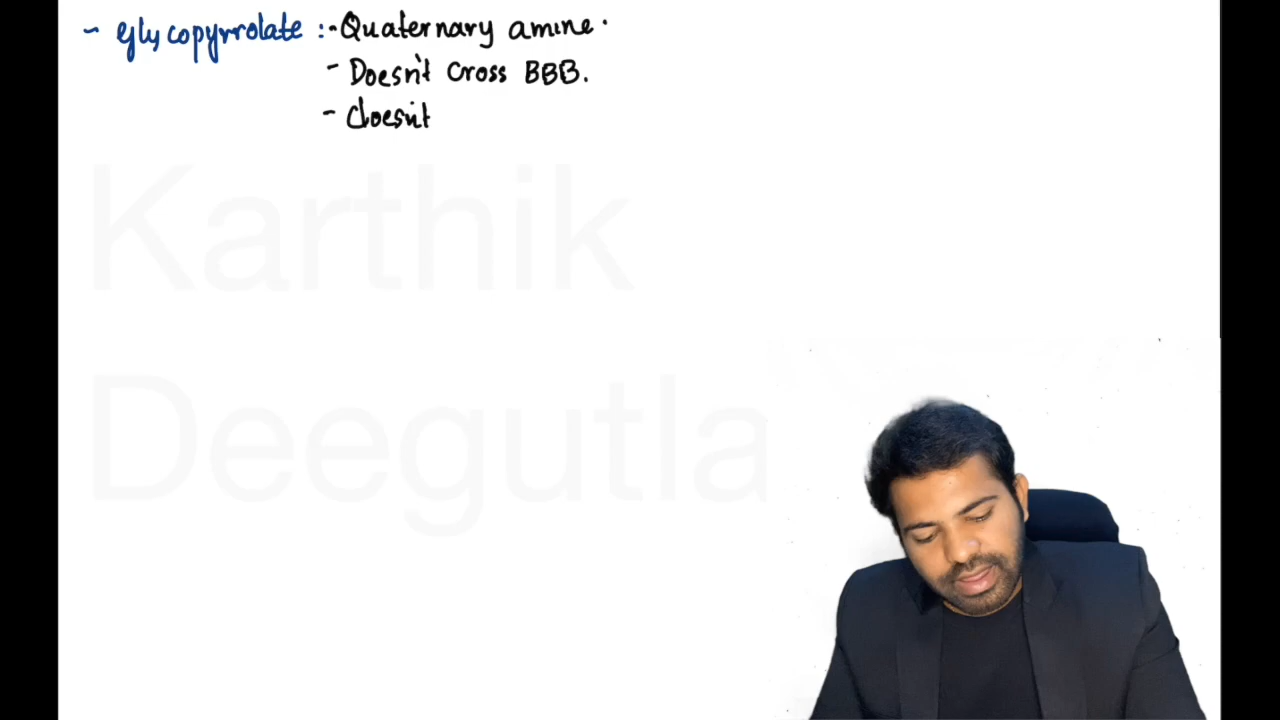 - Glycopyrrolate :- Quaternary amine.
- Doesn't cross BBB.
- doesn't
Karthik
Deegutla